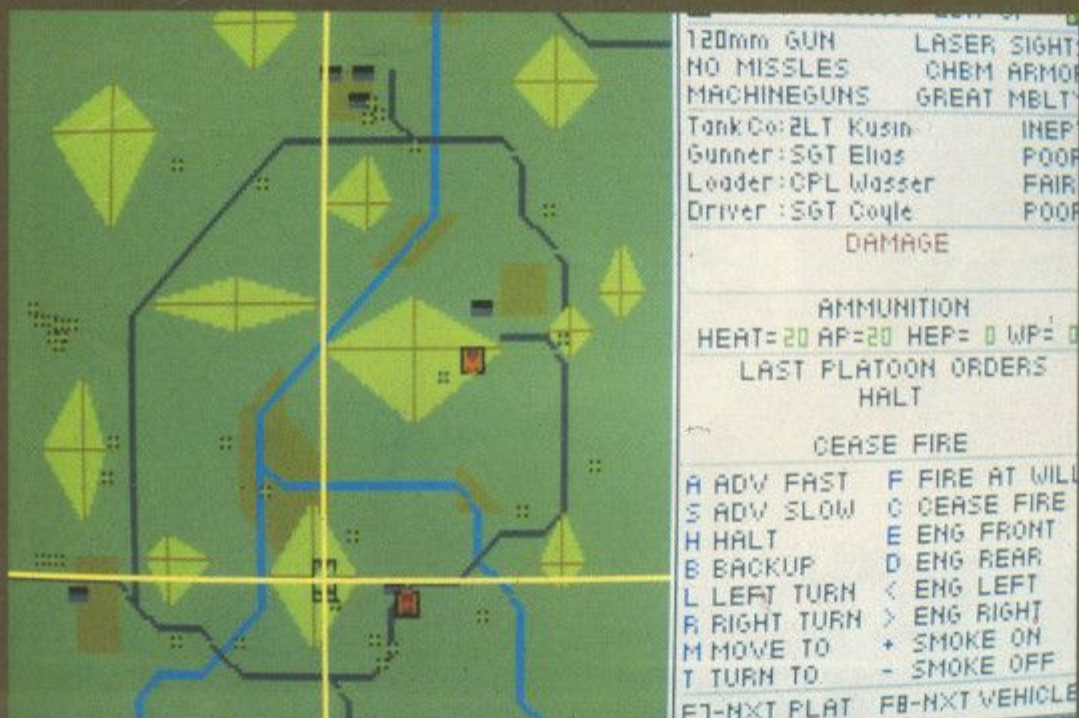 120mm GUN LASER SIGHTS
NO MISSLES CHBM ARMOR
MACHINEGUNS GREAT MBLTY
Tank Co:2LT Kusin INEP
Gunner:SGT Elias POOR
Loader:CPL Wasser FAIR
Driver :SGT Coyle POOR
DAMAGE
AMMUNITION
HEAT=20 AP=20 HEP= 0 WP= 0
LAST PLATOON ORDERS
HALT
CEASE FIRE
A ADV FAST F FIRE AT WILL
S ADV SLOW C CEASE FIRE
H HALT E ENG FRONT
B BACKUP D ENG REAR
L LEFT TURN < ENG LEFT
R RIGHT TURN > ENG RIGHT
M MOVE TO + SMOKE ON
T TURN TO - SMOKE OFF
F7-NXT PLAT F8-NXT VEHICLE